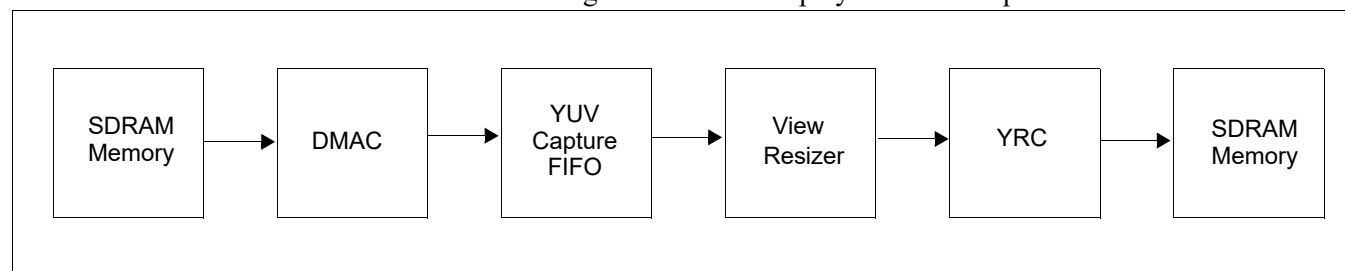 SDRAM
Memory
DMAC
YUV
Capture
FIFO
View
Resizer
YRC
SDRAM
Memory